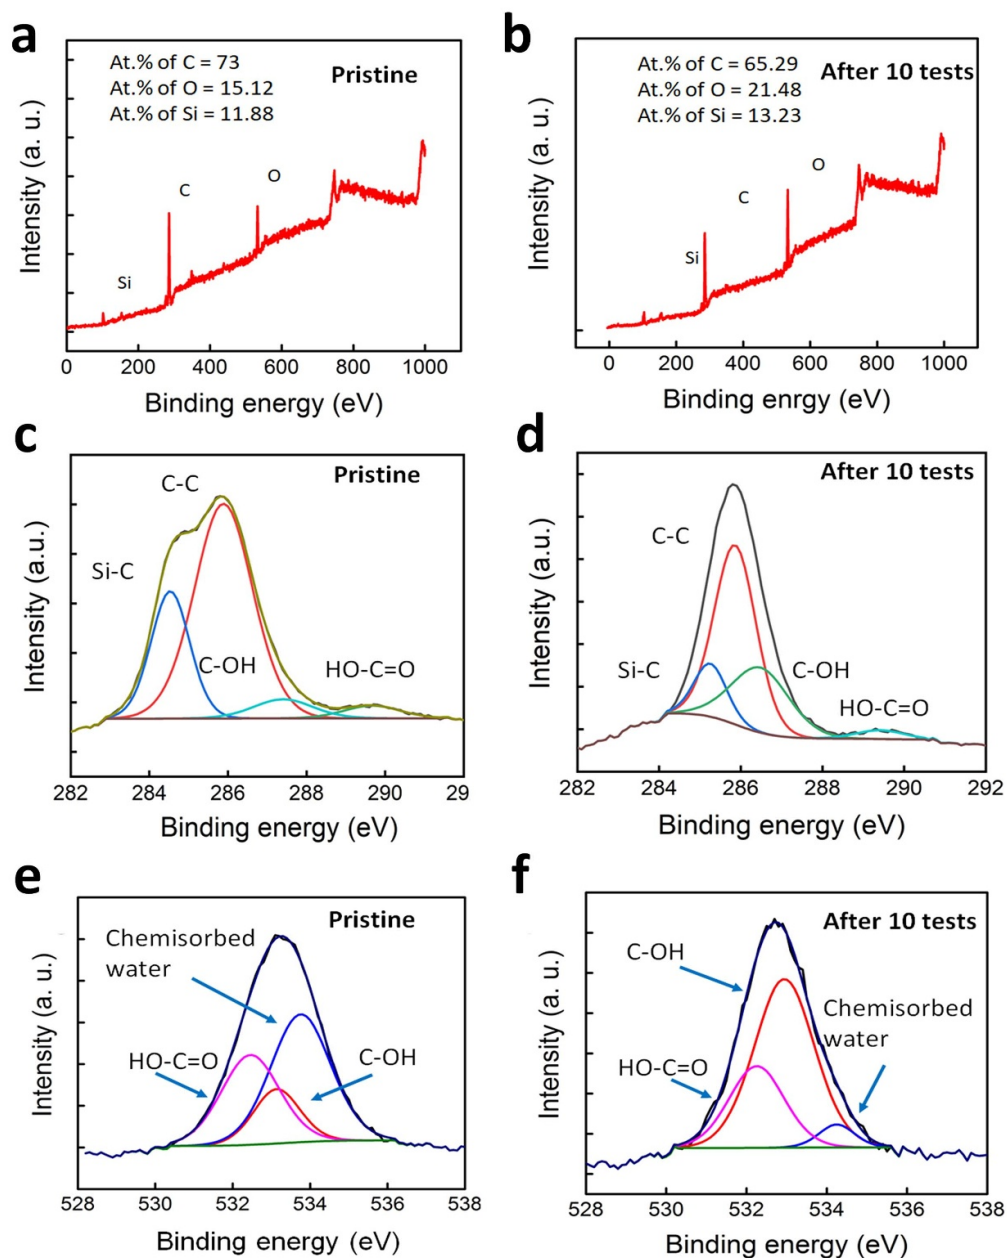 a
At.% of C = 73
At.% of O = 15.12
At.% of Si = 11.88
Pristine
C
O
Si
Intensity (a. u.)
0 200 400 600 800 1000
Binding energy (eV)
b
At.% of C = 65.29
At.% of O = 21.48
At.% of Si = 13.23
After 10 tests
O
C
Si
Intensity (a. u.)
0 200 400 600 800 1000
Binding enrgy (eV)
c
Pristine
C-C
Si-C
C-OH
HO-C=O
Intensity (a.u.)
282 284 286 288 290 29
Binding energy (eV)
d
After 10 tests
C-C
Si-C
C-OH
HO-C=O
Intensity (a.u.)
282 284 286 288 290 292
Binding energy (eV)
e
Pristine
Chemisorbed
water
HO-C=O
C-OH
Intensity (a. u.)
528 530 532 534 536 538
Binding energy (eV)
f
After 10 tests
C-OH
Chemisorbed
water
HO-C=O
Intensity (a. u.)
528 530 532 534 536 538
Binding energy (eV)